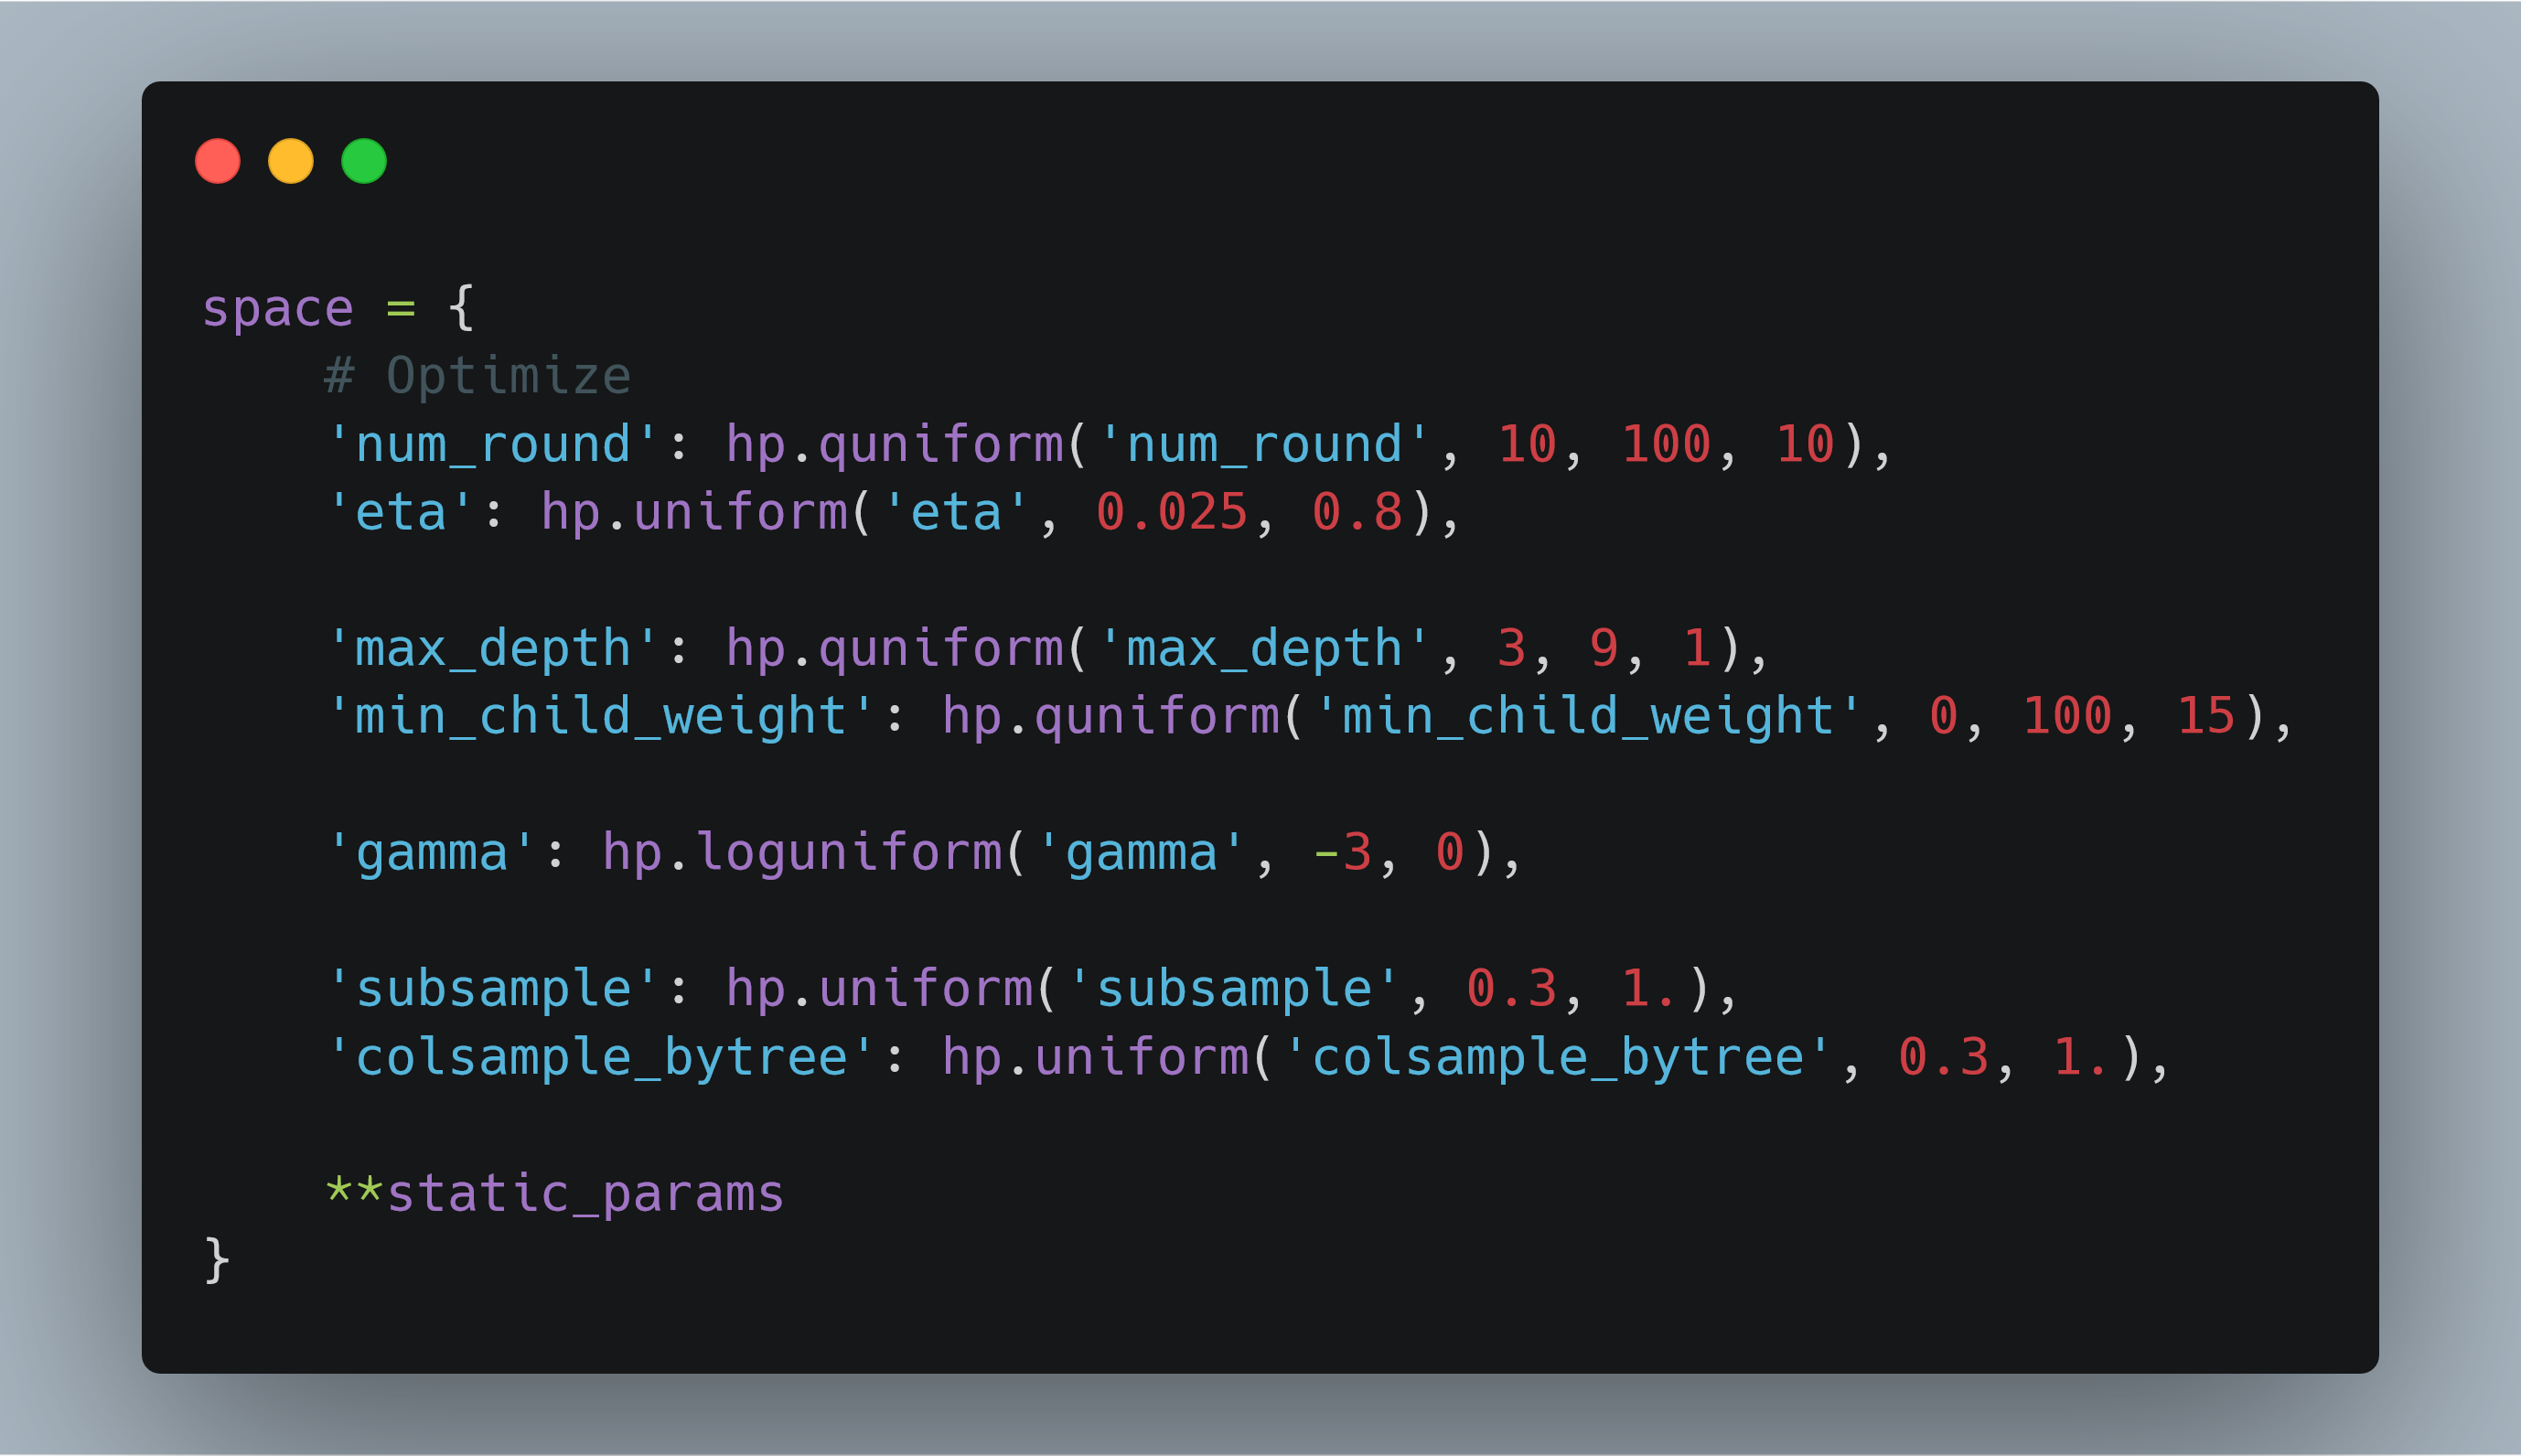 space = {
    # Optimize
    'num_round': hp.quniform('num_round', 10, 100, 10),
    'eta': hp.uniform('eta', 0.025, 0.8),
    'max_depth': hp.quniform('max_depth', 3, 9, 1),
    'min_child_weight': hp.quniform('min_child_weight', 0, 100, 15),
    'gamma': hp.loguniform('gamma', -3, 0),
    'subsample': hp.uniform('subsample', 0.3, 1.),
    'colsample_bytree': hp.uniform('colsample_bytree', 0.3, 1.),
    **static_params
}